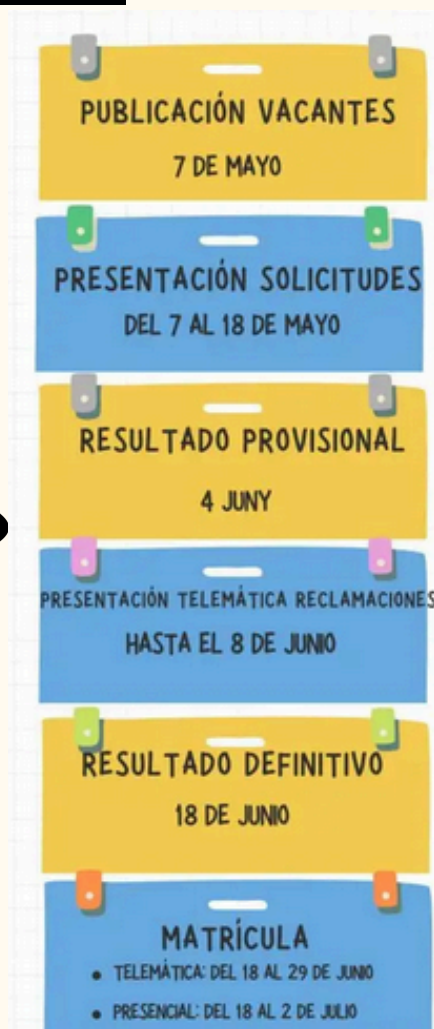 PUBLICACIÓN VACANTES
7 DE MAYO
PRESENTACIÓN SOLICITUDES
DEL 7 AL 18 DE MAYO
RESULTADO PROVISIONAL
4 JUNY
PRESENTACIÓN TELEMÁTICA RECLAMACIONES
HASTA EL 8 DE JUNIO
RESULTADO DEFINITIVO
18 DE JUNIO
MATRÍCULA
• TELEMÁTICA: DEL 18 AL 29 DE JUNIO
• PRESENCIAL: DEL 18 AL 2 DE JULIO